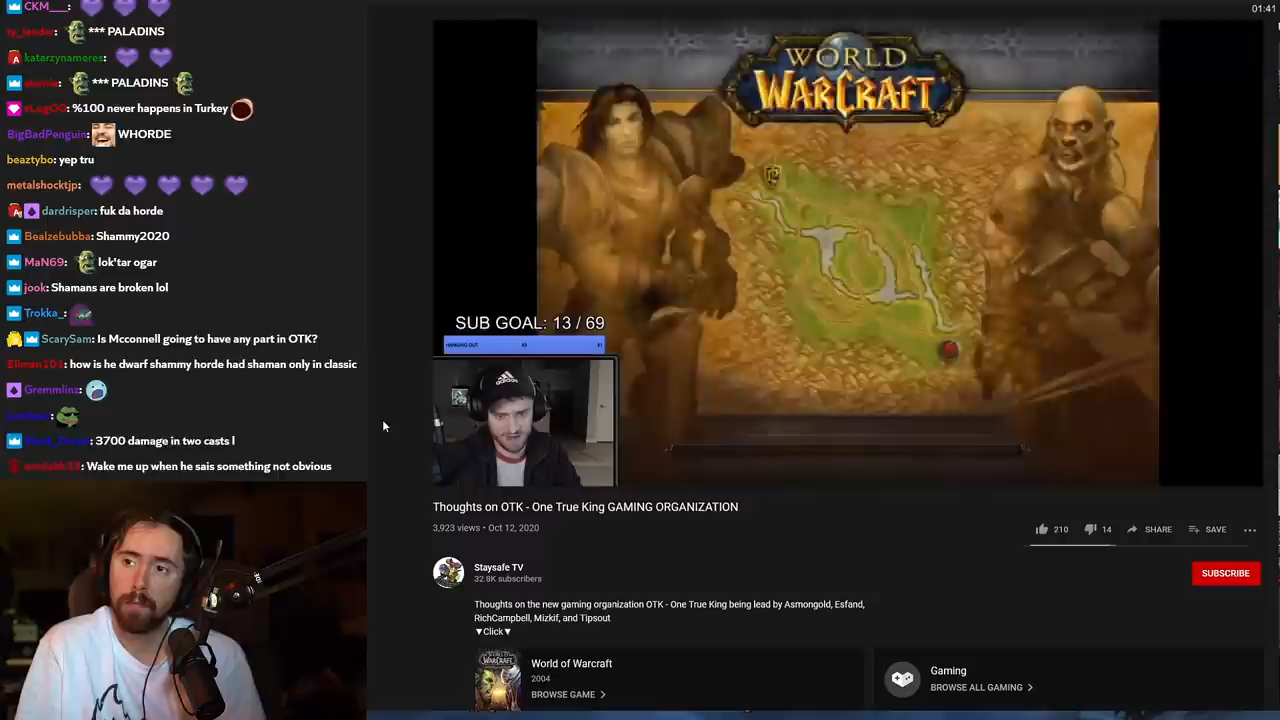 CKM___:
ty_lander: *** PALADINS
katarzynameres:
*** PALADINS
xLogOO: %100 never happens in Turkey
BigBadPenguin: WHORDE
beaztybo: yep tru
metalshocktjp:
dardrisper: fuk da horde
Bealzebubba: Shammy2020
MaN69: lok'tar ogar
jook: Shamans are broken lol
Trokka_:
ScarySam: Is Mcconnell going to have any part in OTK?
Eliman101: how is he dwarf shammy horde had shaman only in classic
Gremmlinz:
3700 damage in two casts l
Wake me up when he sais something not obvious
01:41
WORLD
WARCRAFT
SUB GOAL: 13 / 69
adidas
Thoughts on OTK - One True King GAMING ORGANIZATION
3,923 views • Oct 12, 2020
210
14
SHARE
SAVE
Staysafe TV
32.8K subscribers
SUBSCRIBE
Thoughts on the new gaming organization OTK - One True King being lead by Asmongold, Esfand,
RichCampbell, Mizkif, and Tipsout
▼Click▼
World of Warcraft
2004
BROWSE GAME
Gaming
BROWSE ALL GAMING